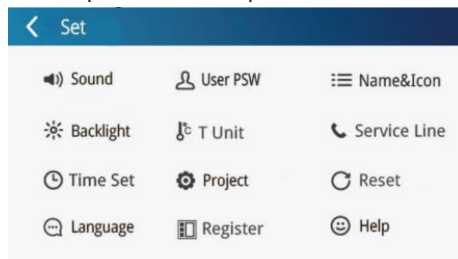 Set
Sound User PSW Name&Icon
Backlight T Unit Service Line
Time Set Project Reset
Language Register Help